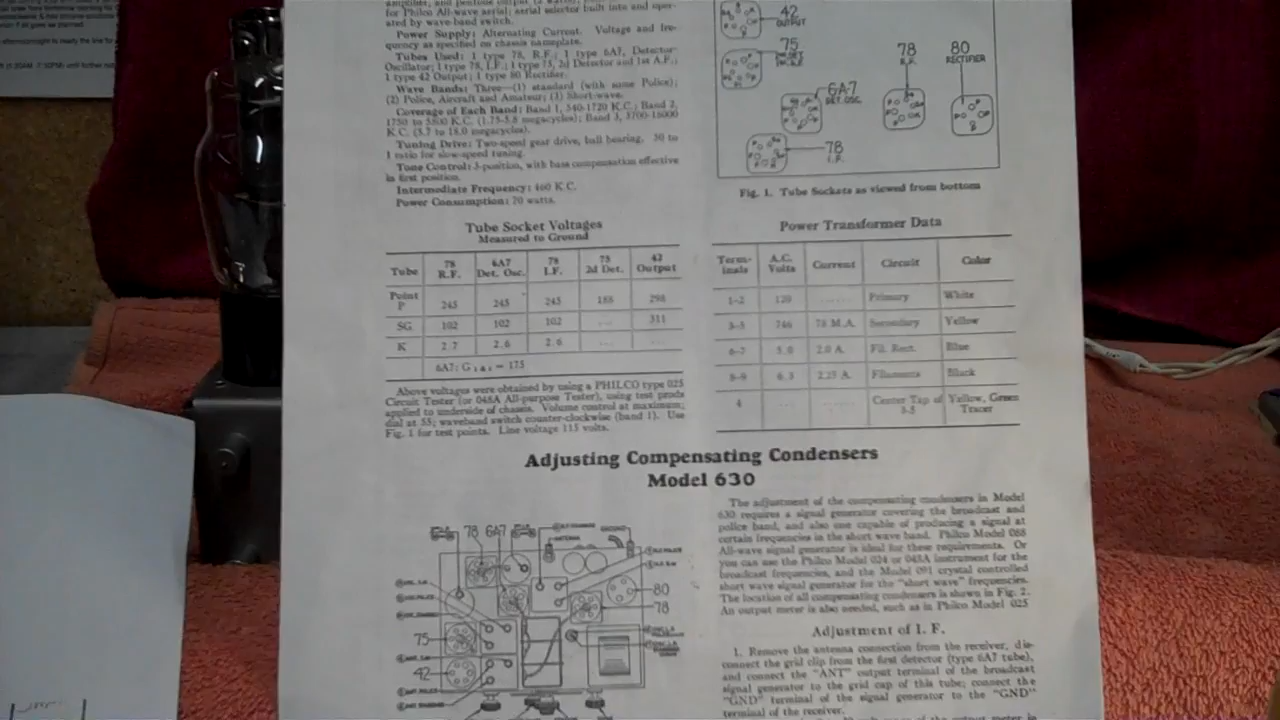 for Philco All-wave aerial; aerial selector built into and oper-
ated by wave-band switch.
Power Supply: Alternating Current. Voltage and fre-
quency as specified on chassis nameplate.
Tubes Used: 1 type 78, R.F.; 1 type 6A7, Detector-
Oscillator; 1 type 78, I.F.; 1 type 75, 2d Detector and 1st A.F.;
1 type 42 Output; 1 type 80 Rectifier.
Wave Bands: Three—(1) standard (with some Police);
(2) Police, Aircraft and Amateur; (3) Short-wave.
Coverage of Each Band: Band 1, 540-1720 K.C.; Band 2,
1750 to 5800 K.C. (1.75-5.8 megacycles); Band 3, 5700-18000
K.C. (5.7 to 18.0 megacycles).
Tuning Drive: Two-speed gear drive, ball bearing. 50 to
1 ratio for slow-speed tuning.
Tone Control: 3-position, with bass compensation effective
in first position.
Intermediate Frequency: 460 K.C.
Power Consumption: 70 watts.
42
OUTPUT
75
78
R.F.
80
RECTIFIER
6A7
DET. OSC.
78
I.F.
Fig. 1. Tube Sockets as viewed from bottom
Tube Socket Voltages
Measured to Ground
Tube 78 R.F. 6A7 Det. Osc. 78 I.F. 75 2d Det. 42 Output
Point P 245 245 245 188 298
SG 102 102 102 ... 311
K 2.7 2.6 2.6 ... ...
6A7: G = 175
Above voltages were obtained by using a PHILCO type 025
Circuit Tester (or 048A All-purpose Tester), using test prods
applied to underside of chassis. Volume control at maximum;
dial at 55; waveband switch counter-clockwise (band 1). Use
Fig. 1 for test points. Line voltage 115 volts.
Power Transformer Data
Terminals A.C. Volts Current Circuit Color
1-2 120 ...... Primary White
3-5 746 78 M.A. Secondary Yellow
6-7 5.0 2.0 A. Fil. Rect. Blue
8-9 6.3 2.25 A. Filaments Black
4 ...... ...... Center Tap of 3-5 Yellow, Green Tracer
Adjusting Compensating Condensers
Model 630
78 6A7
80
78
75
42
The adjustment of the compensating condensers in Model
630 requires a signal generator covering the broadcast and
police band, and also one capable of producing a signal at
certain frequencies in the short wave band. Philco Model 088
All-wave signal generator is ideal for these requirements. Or
you can use the Philco Model 024 or 048A instrument for the
broadcast frequencies, and the Model 091 crystal controlled
short wave signal generator for the "short wave" frequencies.
The location of all compensating condensers is shown in Fig. 2.
An output meter is also needed, such as in Philco Model 025
Adjustment of I. F.
1. Remove the antenna connection from the receiver, dis-
connect the grid clip from the first detector (type 6A7 tube),
and connect the "ANT" output terminal of the broadcast
signal generator to the grid cap of this tube; connect the
"GND" terminal of the signal generator to the "GND"
terminal of the receiver.